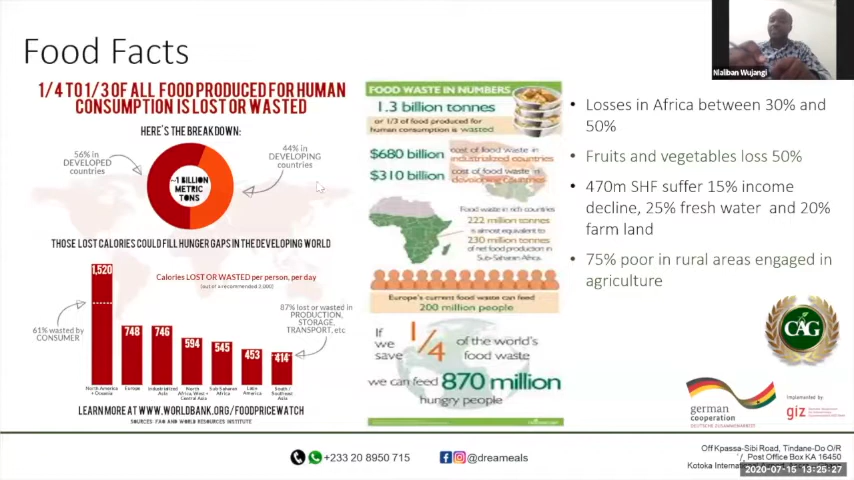 Food Facts
Nlaliban Wujangi
1/4 TO 1/3 OF ALL FOOD PRODUCED FOR HUMAN
CONSUMPTION IS LOST OR WASTED
HERE'S THE BREAKDOWN:
56% in
DEVELOPED
countries
44% in
DEVELOPING
countries
~1 BILLION
METRIC
TONS
THOSE LOST CALORIES COULD FILL HUNGER GAPS IN THE DEVELOPING WORLD
Calories LOST OR WASTED per person, per day
(out of a recommended 2,000)
61% wasted by
CONSUMER
87% lost or wasted in
PRODUCTION,
STORAGE,
TRANSPORT, etc
1,520
748
746
594
545
453
414
North America
+ Oceania
Europe
Industrialized
Asia
North
Africa, West +
Central Asia
Sub-Saharan
Africa
Latin
America
South /
Southeast
Asia
LEARN MORE AT WWW.WORLDBANK.ORG/FOODPRICEWATCH
SOURCES: FAO AND WORLD RESOURCES INSTITUTE
FOOD WASTE IN NUMBERS
1.3 billion tonnes
or 1/3 of food produced for
human consumption is wasted
$680 billion cost of food waste in
industrialized countries
$310 billion cost of food waste in
developing countries
Food waste in rich countries
222 million tonnes
is almost equivalent to
230 million tonnes
of net food production in
Sub-Saharan Africa
Europe's current food waste can feed
200 million people
If
we
save
1/4
of the world's
food waste
we can feed 870 million
hungry people
• Losses in Africa between 30% and
50%
• Fruits and vegetables loss 50%
• 470m SHF suffer 15% income
decline, 25% fresh water and 20%
farm land
• 75% poor in rural areas engaged in
agriculture
CAG
german
cooperation
DEUTSCHE ZUSAMMENARBEIT
Implemented by:
giz
+233 20 8950 715
@dreameals
Off Kpassa-Sibi Road, Tindane-Do O/R
Post Office Box KA 16450
Kotoka International
2020-07-15 13:25:27